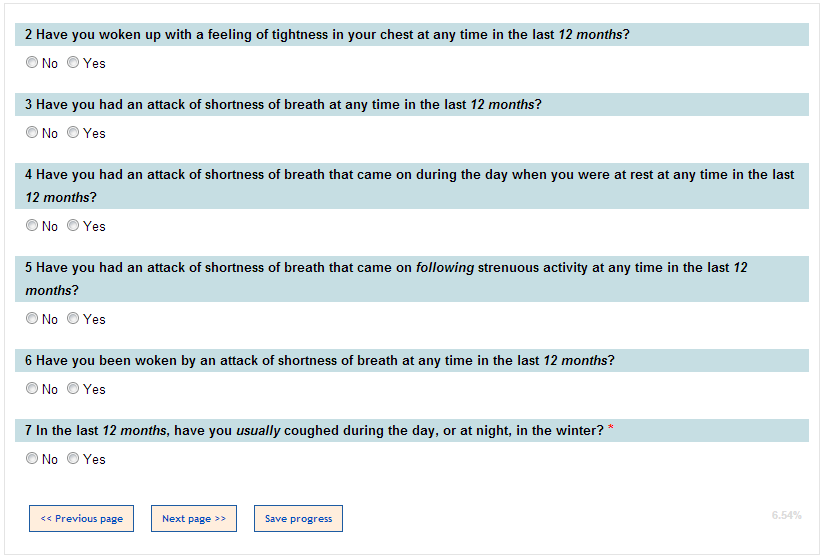 2 Have you woken up with a feeling of tightness in your chest at any time in the last 12 months?
No Yes
3 Have you had an attack of shortness of breath at any time in the last 12 months?
No Yes
4 Have you had an attack of shortness of breath that came on during the day when you were at rest at any time in the last
12 months?
No Yes
5 Have you had an attack of shortness of breath that came on following strenuous activity at any time in the last 12
months?
No Yes
6 Have you been woken by an attack of shortness of breath at any time in the last 12 months?
No Yes
7 In the last 12 months, have you usually coughed during the day, or at night, in the winter? *
No Yes
<< Previous page Next page >> Save progress 6.54%